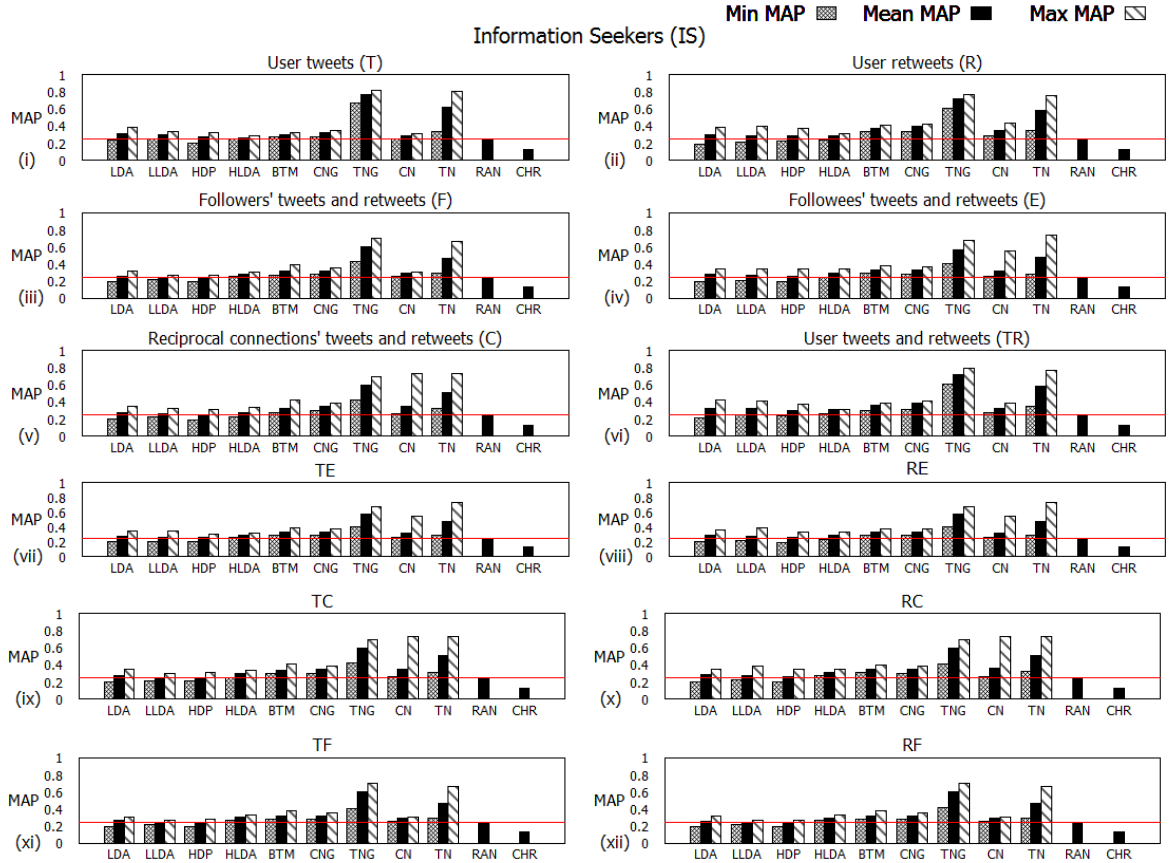 Min MAP Mean MAP Max MAP
Information Seekers (IS)
User tweets (T) User retweets (R)
1 1
0.8 0.8
MAP 0.6 MAP 0.6
0.4 0.4
(i) 0.2 (ii) 0.2
0 0
LDA LLDA HDP HLDA BTM CNG TNG CN TN RAN CHR LDA LLDA HDP HLDA BTM CNG TNG CN TN RAN CHR
Followers' tweets and retweets (F) Followees' tweets and retweets (E)
1 1
0.8 0.8
MAP 0.6 MAP 0.6
0.4 0.4
(iii) 0.2 (iv) 0.2
0 0
LDA LLDA HDP HLDA BTM CNG TNG CN TN RAN CHR LDA LLDA HDP HLDA BTM CNG TNG CN TN RAN CHR
Reciprocal connections' tweets and retweets (C) User tweets and retweets (TR)
1 1
0.8 0.8
MAP 0.6 MAP 0.6
0.4 0.4
(v) 0.2 (vi) 0.2
0 0
LDA LLDA HDP HLDA BTM CNG TNG CN TN RAN CHR LDA LLDA HDP HLDA BTM CNG TNG CN TN RAN CHR
TE RE
1 1
0.8 0.8
MAP 0.6 MAP 0.6
0.4 0.4
(vii) 0.2 (viii) 0.2
0 0
LDA LLDA HDP HLDA BTM CNG TNG CN TN RAN CHR LDA LLDA HDP HLDA BTM CNG TNG CN TN RAN CHR
TC RC
1 1
0.8 0.8
MAP 0.6 MAP 0.6
0.4 0.4
(ix) 0.2 (x) 0.2
0 0
LDA LLDA HDP HLDA BTM CNG TNG CN TN RAN CHR LDA LLDA HDP HLDA BTM CNG TNG CN TN RAN CHR
TF RF
1 1
0.8 0.8
MAP 0.6 MAP 0.6
0.4 0.4
(xi) 0.2 (xii) 0.2
0 0
LDA LLDA HDP HLDA BTM CNG TNG CN TN RAN CHR LDA LLDA HDP HLDA BTM CNG TNG CN TN RAN CHR